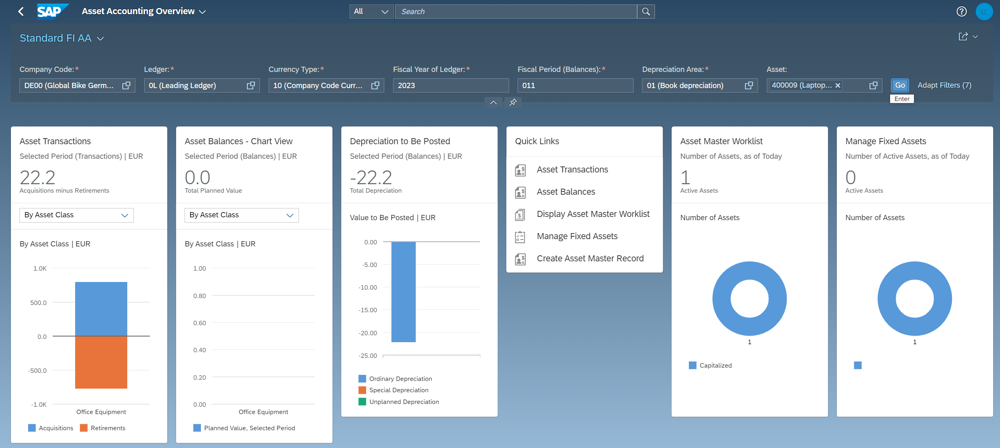 SAP Asset Accounting Overview
All
Search
LL
Standard FI AA
Company Code:*
DE00 (Global Bike Germ...
Ledger:*
0L (Leading Ledger)
Currency Type:*
10 (Company Code Curr...
Fiscal Year of Ledger:*
2023
Fiscal Period (Balances):*
011
Depreciation Area:*
01 (Book depreciation)
Asset:
400009 (Laptop...
Go
Adapt Filters (7)
Enter
Asset Transactions
Selected Period (Transactions) | EUR
22.2
Acquisitions minus Retirements
By Asset Class
By Asset Class | EUR
1.0K
500.0
0.0
-500.0
-1.0K
Office Equipment
Acquisitions
Retirements
Asset Balances - Chart View
Selected Period (Balances) | EUR
0.0
Total Planned Value
By Asset Class
By Asset Class | EUR
1.00
0.80
0.60
0.40
0.20
0.00
Office Equipment
Planned Value, Selected Period
Depreciation to Be Posted
Selected Period (Balances) | EUR
-22.2
Total Depreciation
Value to Be Posted | EUR
0.00
-5.00
-10.00
-15.00
-20.00
-25.00
Ordinary Depreciation
Special Depreciation
Unplanned Depreciation
Quick Links
Asset Transactions
Asset Balances
Display Asset Master Worklist
Manage Fixed Assets
Create Asset Master Record
Asset Master Worklist
Number of Assets, as of Today
1
Active Assets
Number of Assets
1
Capitalized
Manage Fixed Assets
Number of Active Assets, as of Today
0
Active Assets
Number of Assets
1